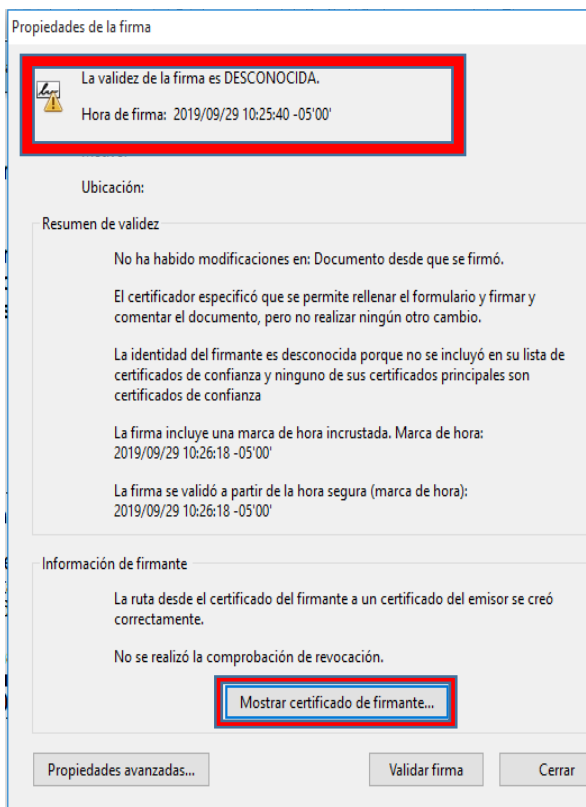 Propiedades de la firma
La validez de la firma es DESCONOCIDA.
Hora de firma: 2019/09/29 10:25:40 -05'00'
Ubicación:
Resumen de validez
No ha habido modificaciones en: Documento desde que se firmó.
El certificador especificó que se permite rellenar el formulario y firmar y
comentar el documento, pero no realizar ningún otro cambio.
La identidad del firmante es desconocida porque no se incluyó en su lista de
certificados de confianza y ninguno de sus certificados principales son
certificados de confianza
La firma incluye una marca de hora incrustada. Marca de hora:
2019/09/29 10:26:18 -05'00'
La firma se validó a partir de la hora segura (marca de hora):
2019/09/29 10:26:18 -05'00'
Información de firmante
La ruta desde el certificado del firmante a un certificado del emisor se creó
correctamente.
No se realizó la comprobación de revocación.
Mostrar certificado de firmante...
Propiedades avanzadas... Validar firma Cerrar